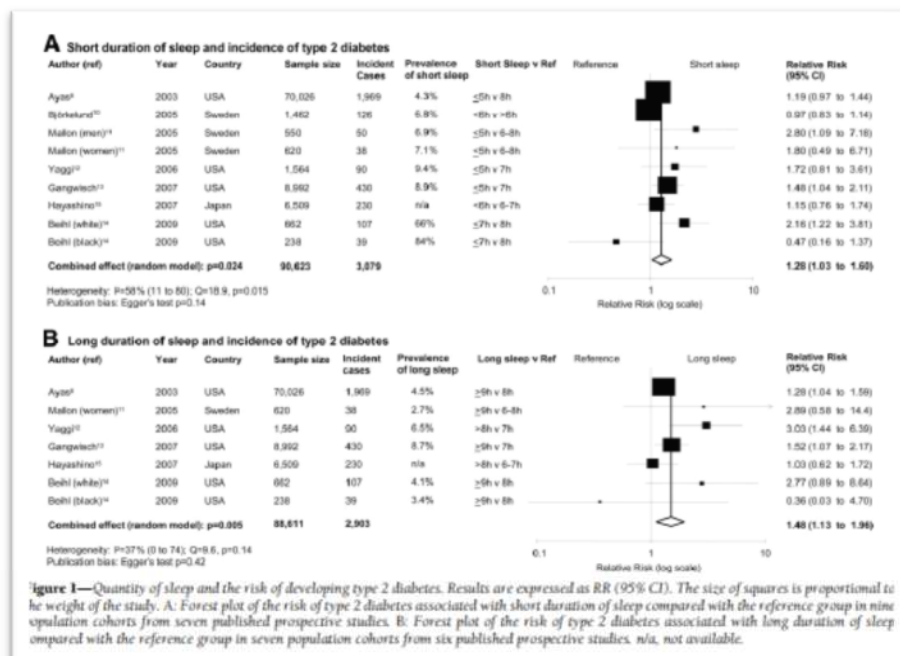 A Short duration of sleep and incidence of type 2 diabetes
Author (ref) Year Country Sample size Incident Cases Prevalence of short sleep Short Sleep v Ref Reference Short sleep Relative Risk (95% CI)
Ayas 2003 USA 70,026 1,969 4.3% ≤5h v 8h 1.19 (0.97 to 1.44)
Björkelund 2005 Sweden 1,462 126 6.8% <6h v >6h 0.97 (0.83 to 1.14)
Mallon (men) 2005 Sweden 550 50 6.9% ≤5h v 6-8h 2.80 (1.09 to 7.18)
Mallon (women) 2005 Sweden 620 38 7.1% ≤5h v 6-8h 1.80 (0.49 to 6.71)
Yaggi 2006 USA 1,564 90 9.4% ≤5h v 7h 1.72 (0.81 to 3.61)
Gangwisch 2007 USA 8,992 430 8.9% ≤5h v 7h 1.48 (1.04 to 2.11)
Hayashino 2007 Japan 6,509 230 n/a <6h v 6-7h 1.15 (0.76 to 1.74)
Beihl (white) 2009 USA 662 107 66% ≤7h v 8h 2.16 (1.22 to 3.81)
Beihl (black) 2009 USA 238 39 84% ≤7h v 8h 0.47 (0.16 to 1.37)
Combined effect (random model): p=0.024 90,623 3,079 1.28 (1.03 to 1.60)
0.1 1 10
Heterogeneity: I²=58% (11 to 80); Q=18.9, p=0.015
Publication bias: Egger's test p=0.14
Relative Risk (log scale)
B Long duration of sleep and incidence of type 2 diabetes
Author (ref) Year Country Sample size Incident cases Prevalence of long sleep Long sleep v Ref Reference Long sleep Relative Risk (95% CI)
Ayas 2003 USA 70,026 1,969 4.5% ≥9h v 8h 1.28 (1.04 to 1.59)
Mallon (women) 2005 Sweden 620 38 2.7% ≥9h v 6-8h 2.89 (0.58 to 14.4)
Yaggi 2006 USA 1,564 90 6.5% >8h v 7h 3.03 (1.44 to 6.39)
Gangwisch 2007 USA 8,992 430 8.7% ≥9h v 7h 1.52 (1.07 to 2.17)
Hayashino 2007 Japan 6,509 230 n/a >8h v 6-7h 1.03 (0.62 to 1.72)
Beihl (white) 2009 USA 662 107 4.1% ≥9h v 8h 2.77 (0.89 to 8.64)
Beihl (black) 2009 USA 238 39 3.4% ≥9h v 8h 0.36 (0.03 to 4.70)
Combined effect (random model): p=0.005 88,611 2,903 1.48 (1.13 to 1.96)
0.1 1 10
Heterogeneity: I²=37% (0 to 74); Q=9.6, p=0.14
Publication bias: Egger's test p=0.42
Relative Risk (log scale)
igure 1—Quantity of sleep and the risk of developing type 2 diabetes. Results are expressed as RR (95% CI). The size of squares is proportional to
he weight of the study. A: Forest plot of the risk of type 2 diabetes associated with short duration of sleep compared with the reference group in nine
opulation cohorts from seven published prospective studies. B: Forest plot of the risk of type 2 diabetes associated with long duration of sleep
ompared with the reference group in seven population cohorts from six published prospective studies. n/a, not available.